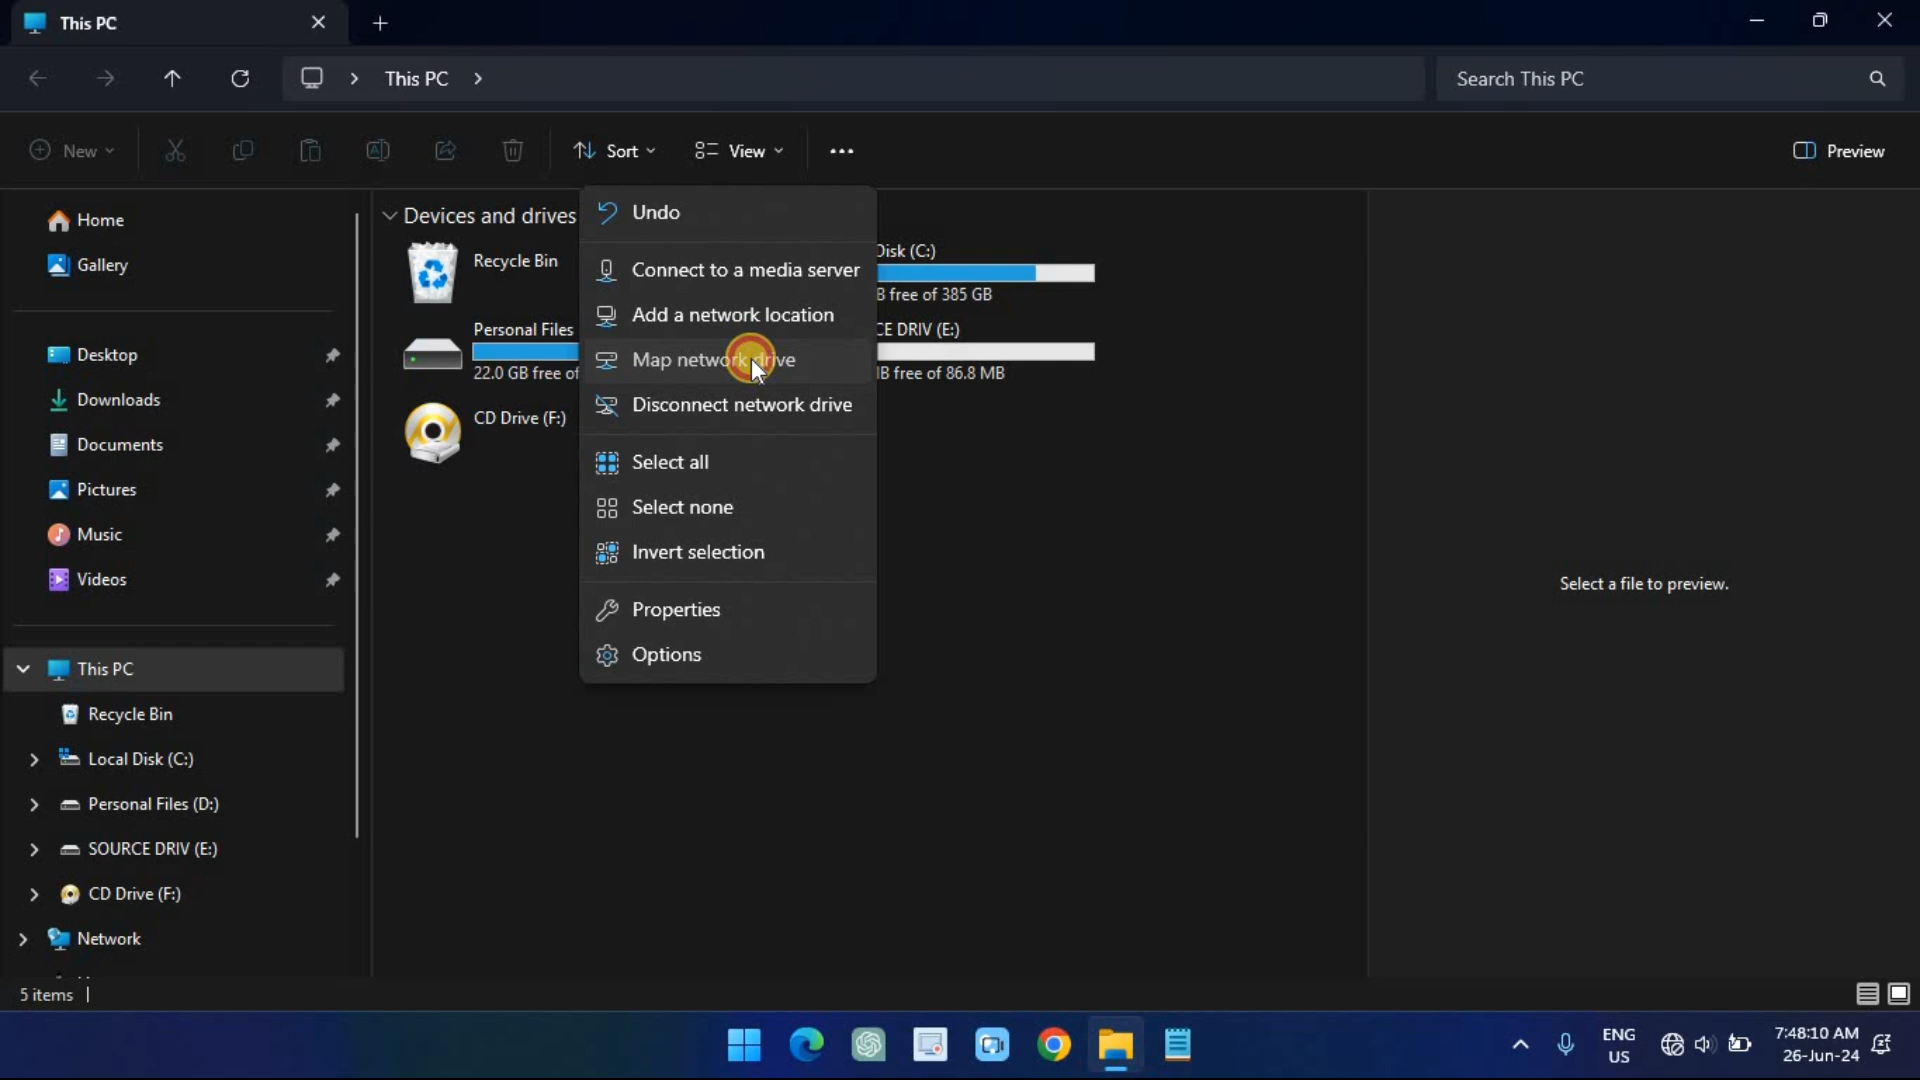 This PC
This PC
Search This PC
New
Sort
View
Preview
Home
Gallery
Desktop
Downloads
Documents
Pictures
Music
Videos
This PC
Recycle Bin
Local Disk (C:)
Personal Files (D:)
SOURCE DRIV (E:)
CD Drive (F:)
Network
Devices and drives
Recycle Bin
Disk (C:)
B free of 385 GB
Personal Files
22.0 GB free of
CE DRIV (E:)
B free of 86.8 MB
CD Drive (F:)
Undo
Connect to a media server
Add a network location
Map network drive
Disconnect network drive
Select all
Select none
Invert selection
Properties
Options
Select a file to preview.
5 items
ENG
US
7:48:10 AM
26-Jun-24